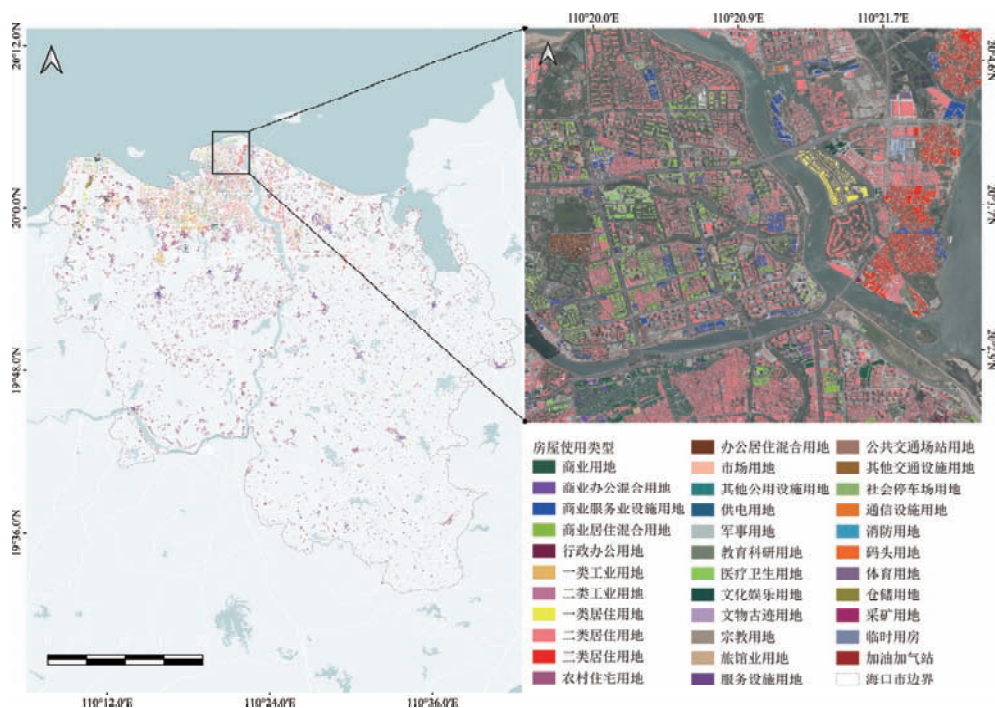 110°20.0'E
110°20.9'E
110°21.7'E
20°12.0'N
20°0.0'N
19°48.0'N
19°36.0'N
20°4.6'N
110°12.0'E
110°24.0'E
110°36.0'E
房屋使用类型
商业用地
商业办公混合用地
商业服务业设施用地
商业居住混合用地
行政办公用地
一类工业用地
二类工业用地
一类居住用地
二类居住用地
二类居住用地
农村住宅用地
办公居住混合用地
市场用地
其他公用设施用地
供电用地
军事用地
教育科研用地
医疗卫生用地
文化娱乐用地
文物古迹用地
宗教用地
旅馆业用地
服务设施用地
公共交通场站用地
其他交通设施用地
社会停车场用地
通信设施用地
消防用地
码头用地
体育用地
仓储用地
采矿用地
临时用房
加油加气站
海口市边界